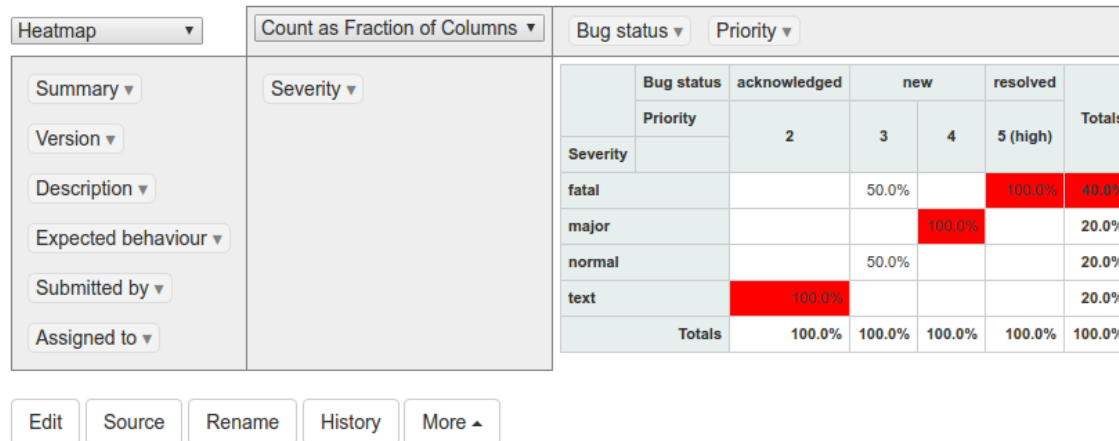 Heatmap ▼ Count as Fraction of Columns ▼ Bug status ▼ Priority ▼
Summary ▼
Version ▼
Description ▼
Expected behaviour ▼
Submitted by ▼
Assigned to ▼
Severity ▼
Bug status acknowledged new resolved
Priority 2 3 4 5 (high) Totals
Severity
fatal 50.0% 100.0% 40.0%
major 100.0% 20.0%
normal 50.0% 20.0%
text 100.0% 20.0%
Totals 100.0% 100.0% 100.0% 100.0% 100.0%
Edit Source Rename History More